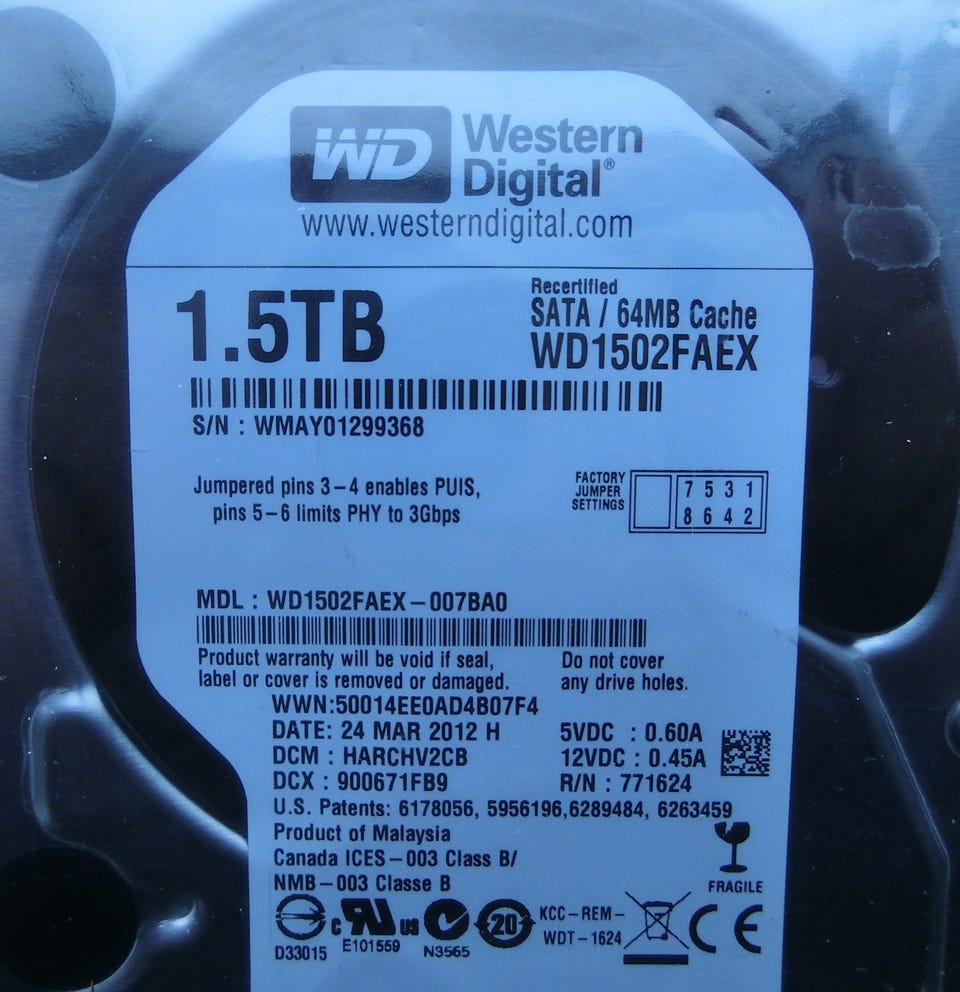 WD Western
Digital®
www.westerndigital.com
1.5TB
Recertified
SATA / 64MB Cache
WD1502FAEX
S/N : WMAY01299368
Jumpered pins 3-4 enables PUIS,
pins 5-6 limits PHY to 3Gbps
FACTORY
JUMPER
SETTINGS
7 5 3 1
8 6 4 2
MDL : WD1502FAEX-007BA0
Product warranty will be void if seal,
label or cover is removed or damaged.
Do not cover
any drive holes.
WWN:50014EE0AD4B07F4
DATE: 24 MAR 2012 H
DCM : HARCHV2CB
DCX : 900671FB9
5VDC : 0.60A
12VDC : 0.45A
R/N : 771624
U.S. Patents: 6178056, 5956196,6289484, 6263459
Product of Malaysia
Canada ICES-003 Class B/
NMB-003 Classe B
FRAGILE
D33015
c RU us
E101559
N3565
20
KCC-REM-
WDT-1624
CE